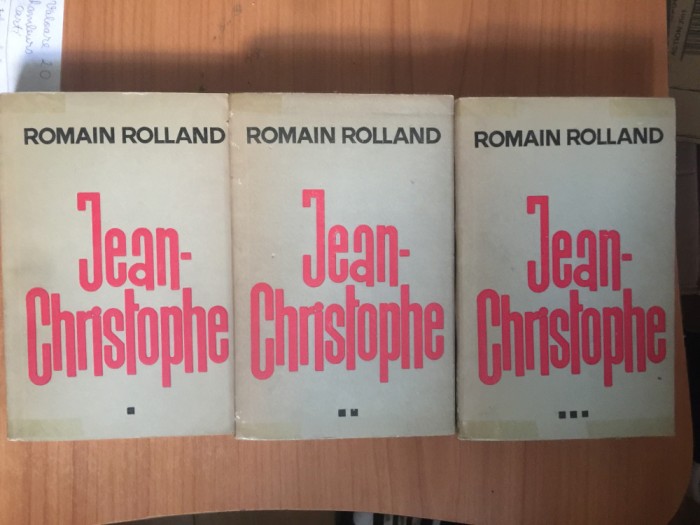 ROMAIN ROLLAND
Jean-
Christophe
ROMAIN ROLLAND
Jean-
Christophe
ROMAIN ROLLAND
Jean-
Christophe